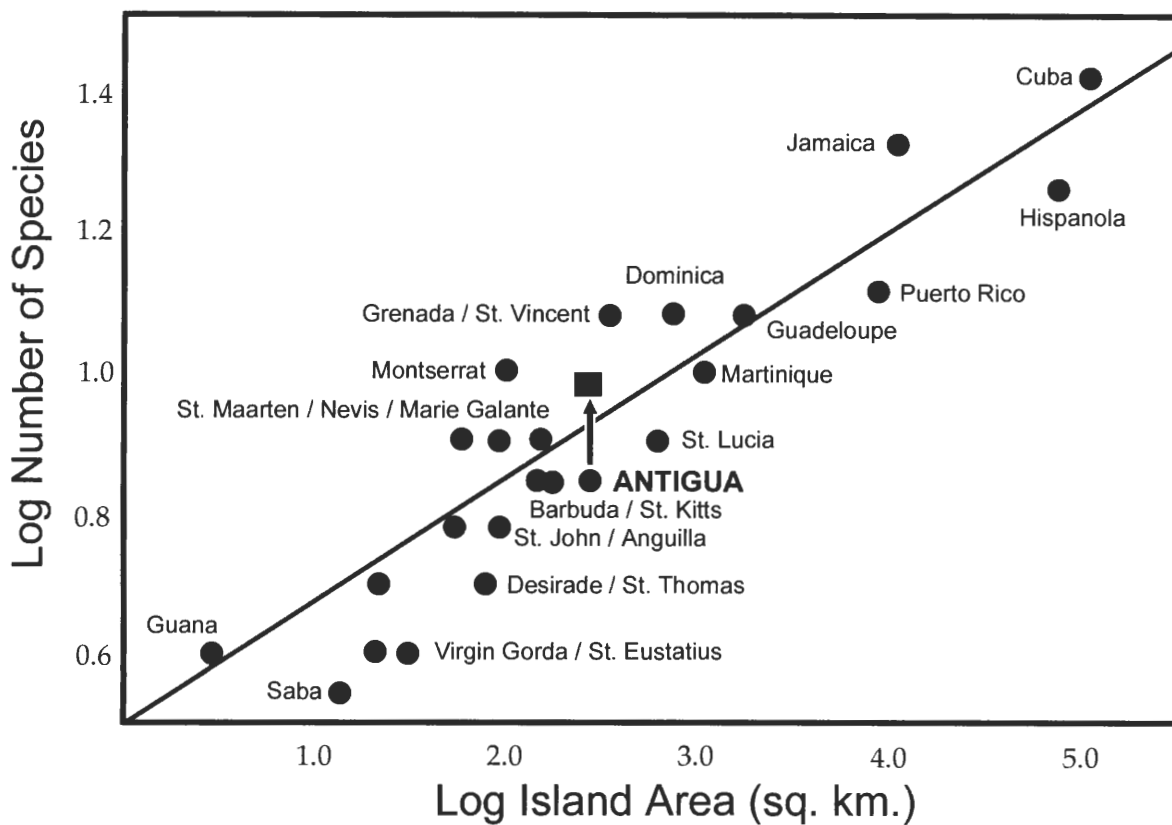 Log Number of Species
1.4
1.2
1.0
0.8
0.6
Cuba
Jamaica
Hispanola
Dominica
Puerto Rico
Grenada / St. Vincent
Guadeloupe
Montserrat
Martinique
St. Maarten / Nevis / Marie Galante
St. Lucia
ANTIGUA
Barbuda / St. Kitts
St. John / Anguilla
Desirade / St. Thomas
Guana
Virgin Gorda / St. Eustatius
Saba
1.0 2.0 3.0 4.0 5.0
Log Island Area (sq. km.)